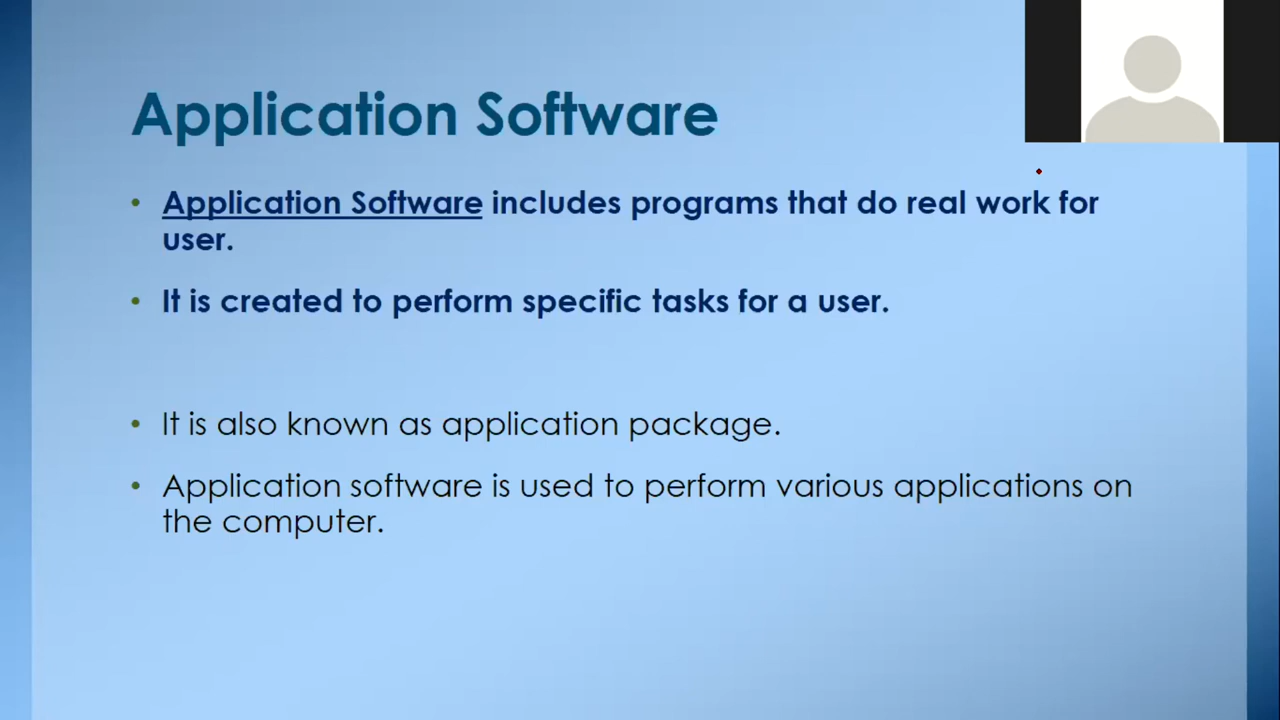 Application Software
• Application Software includes programs that do real work for
user.
• It is created to perform specific tasks for a user.
• It is also known as application package.
• Application software is used to perform various applications on
the computer.